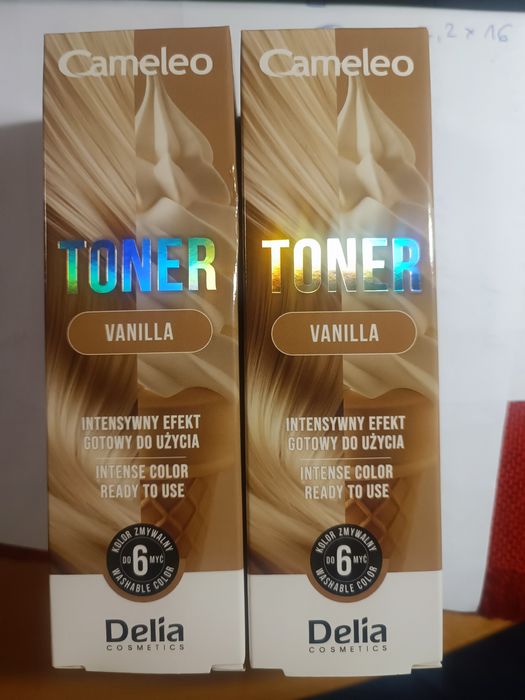 ,2 x 16
Cameleo
TONER
VANILLA
INTENSYWNY EFEKT
GOTOWY DO UŻYCIA
INTENSE COLOR
READY TO USE
KOLOR ZMYWALNY
DO 6 MYĆ
WASHABLE COLOR
Delia
COSMETICS
Cameleo
TONER
VANILLA
INTENSYWNY EFEKT
GOTOWY DO UŻYCIA
INTENSE COLOR
READY TO USE
KOLOR ZMYWALNY
DO 6 MYĆ
WASHABLE COLOR
Delia
COSMETICS